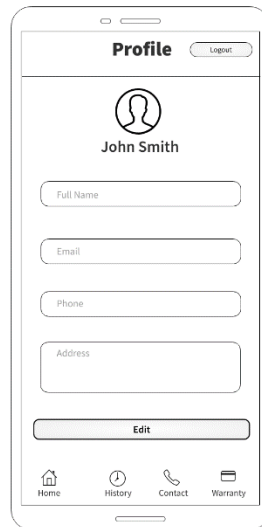 Profile Logout
John Smith
Full Name
Email
Phone
Address
Edit
Home History Contact Warranty